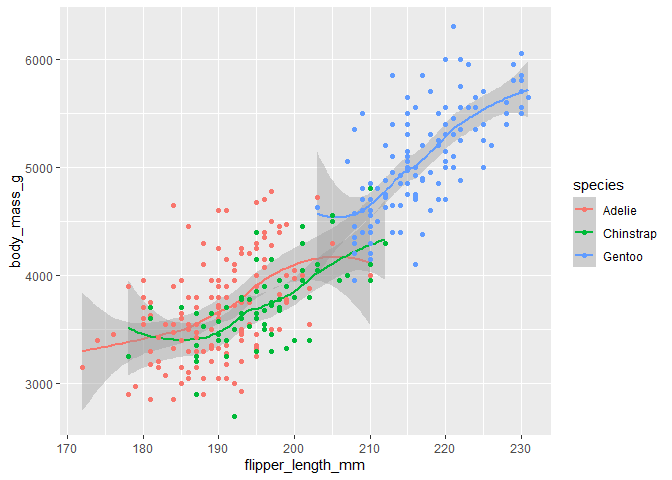 6000
5000
4000
3000
body_mass_g
170 180 190 200 210 220 230
flipper_length_mm
species
Adelie
Chinstrap
Gentoo